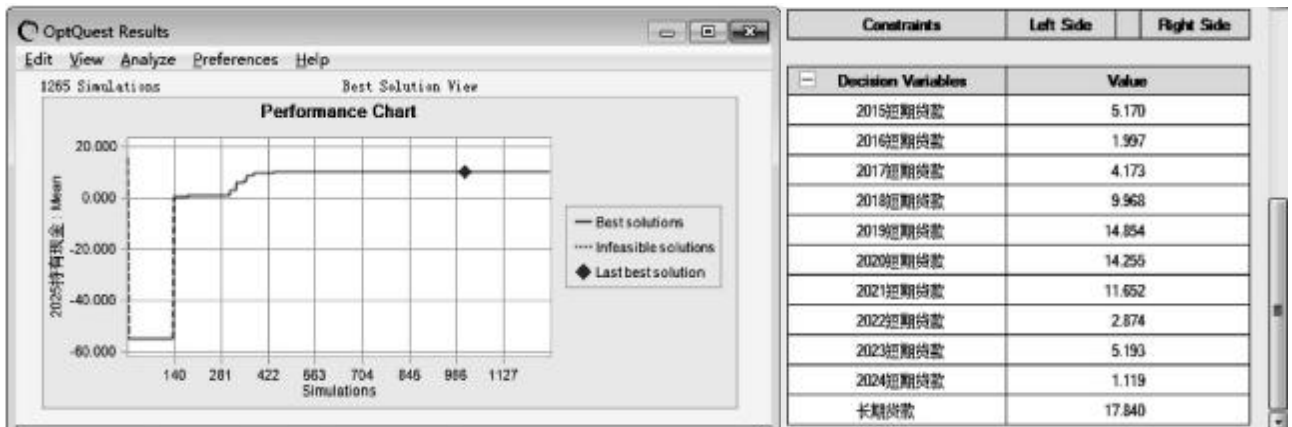 OptQuest Results
Edit View Analyze Preferences Help
1265 Simulations Best Solution View
Performance Chart
20.000
0.000
-20.000
-40.000
-60.000
2025持有现金 : Mean
140 281 422 563 704 845 986 1127
Simulations
Best solutions
Infeasible solutions
Last best solution
Constraints Left Side Right Side
Decision Variables Value
2015短期贷款 5.170
2016短期贷款 1.997
2017短期贷款 4.173
2018短期贷款 9.968
2019短期贷款 14.854
2020短期贷款 14.255
2021短期贷款 11.652
2022短期贷款 2.874
2023短期贷款 5.193
2024短期贷款 1.119
长期贷款 17.840